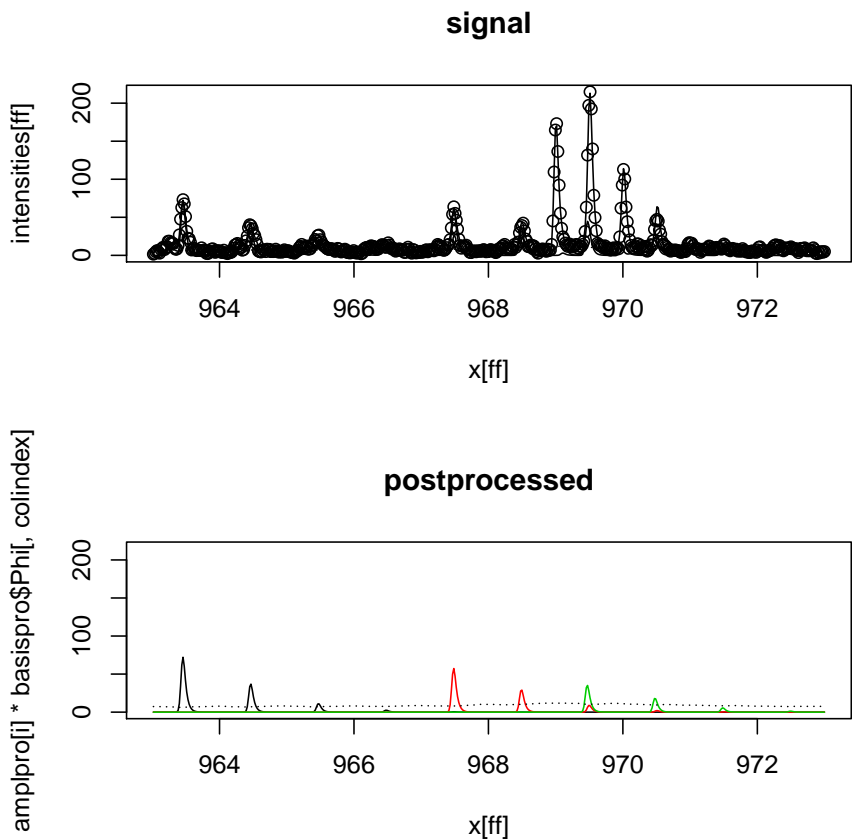 signal
intensities[ff]
200
100
0
964 966 968 970 972
x[ff]
postprocessed
amplpro[i] * basispro$Phi[, colindex]
200
100
0
964 966 968 970 972
x[ff]